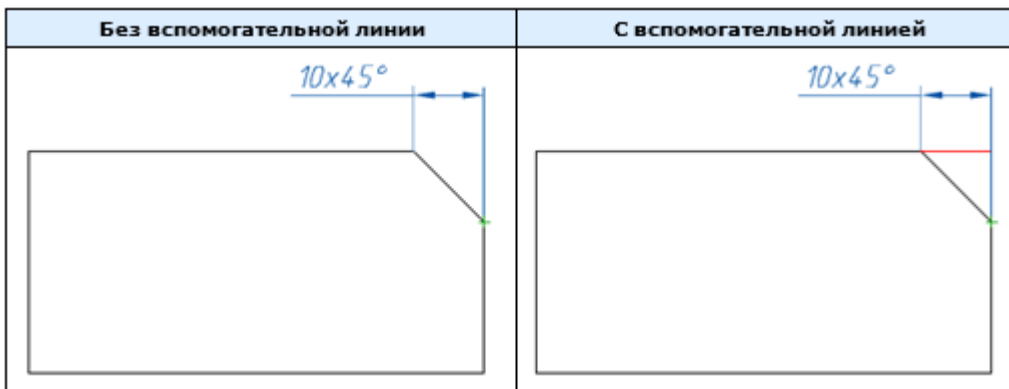 Без вспомогательной линии
С вспомогательной линией
10x45°
10x45°